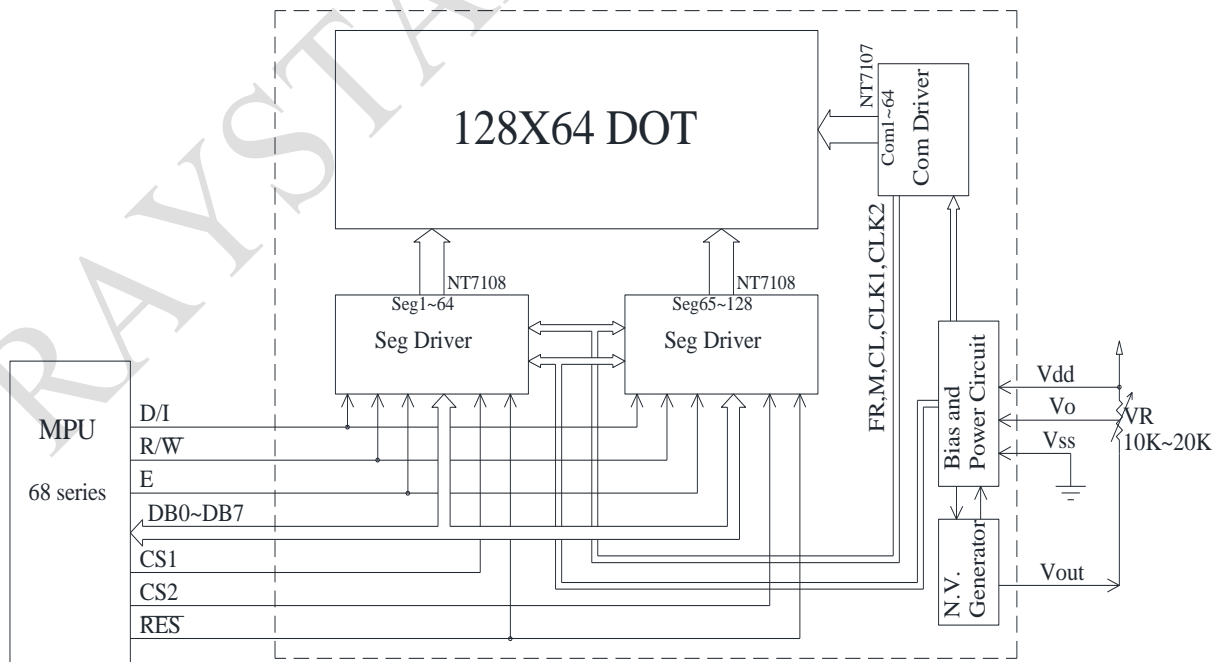 RAYSTA
128X64 DOT
NT7107
Com1~64
Com Driver
FR,M,CL,CLK1,CLK2
NT7108
Seg1~64
Seg Driver
NT7108
Seg65~128
Seg Driver
MPU
68 series
D/I
R/W̅
E
DB0~DB7
CS1
CS2
R̅E̅S̅
Bias and
Power Circuit
Vdd
Vo
Vss
VR
10K~20K
N.V.
Generator
Vout